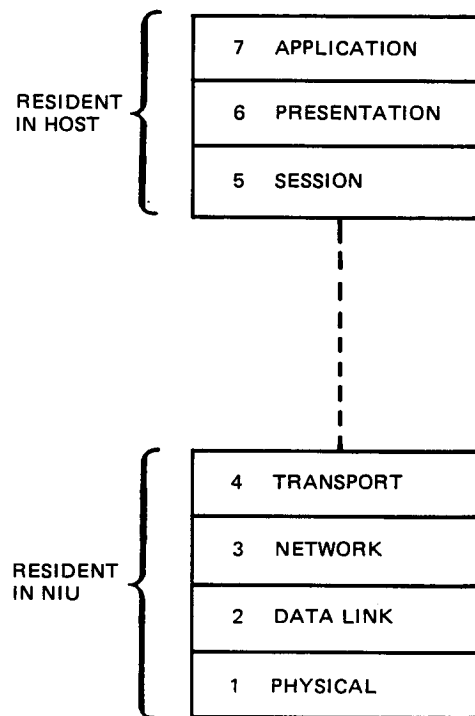 7 APPLICATION
RESIDENT
IN HOST
6 PRESENTATION
5 SESSION
4 TRANSPORT
3 NETWORK
RESIDENT
IN NIU
2 DATA LINK
1 PHYSICAL